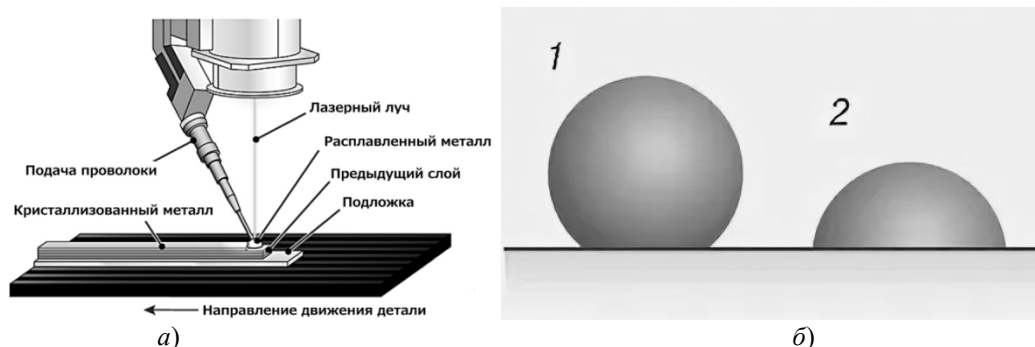 Лазерный луч
Расплавленный металл
Подача проволоки
Предыдущий слой
Кристаллизованный металл
Подложка
Направление движения детали
а)
1
2
б)